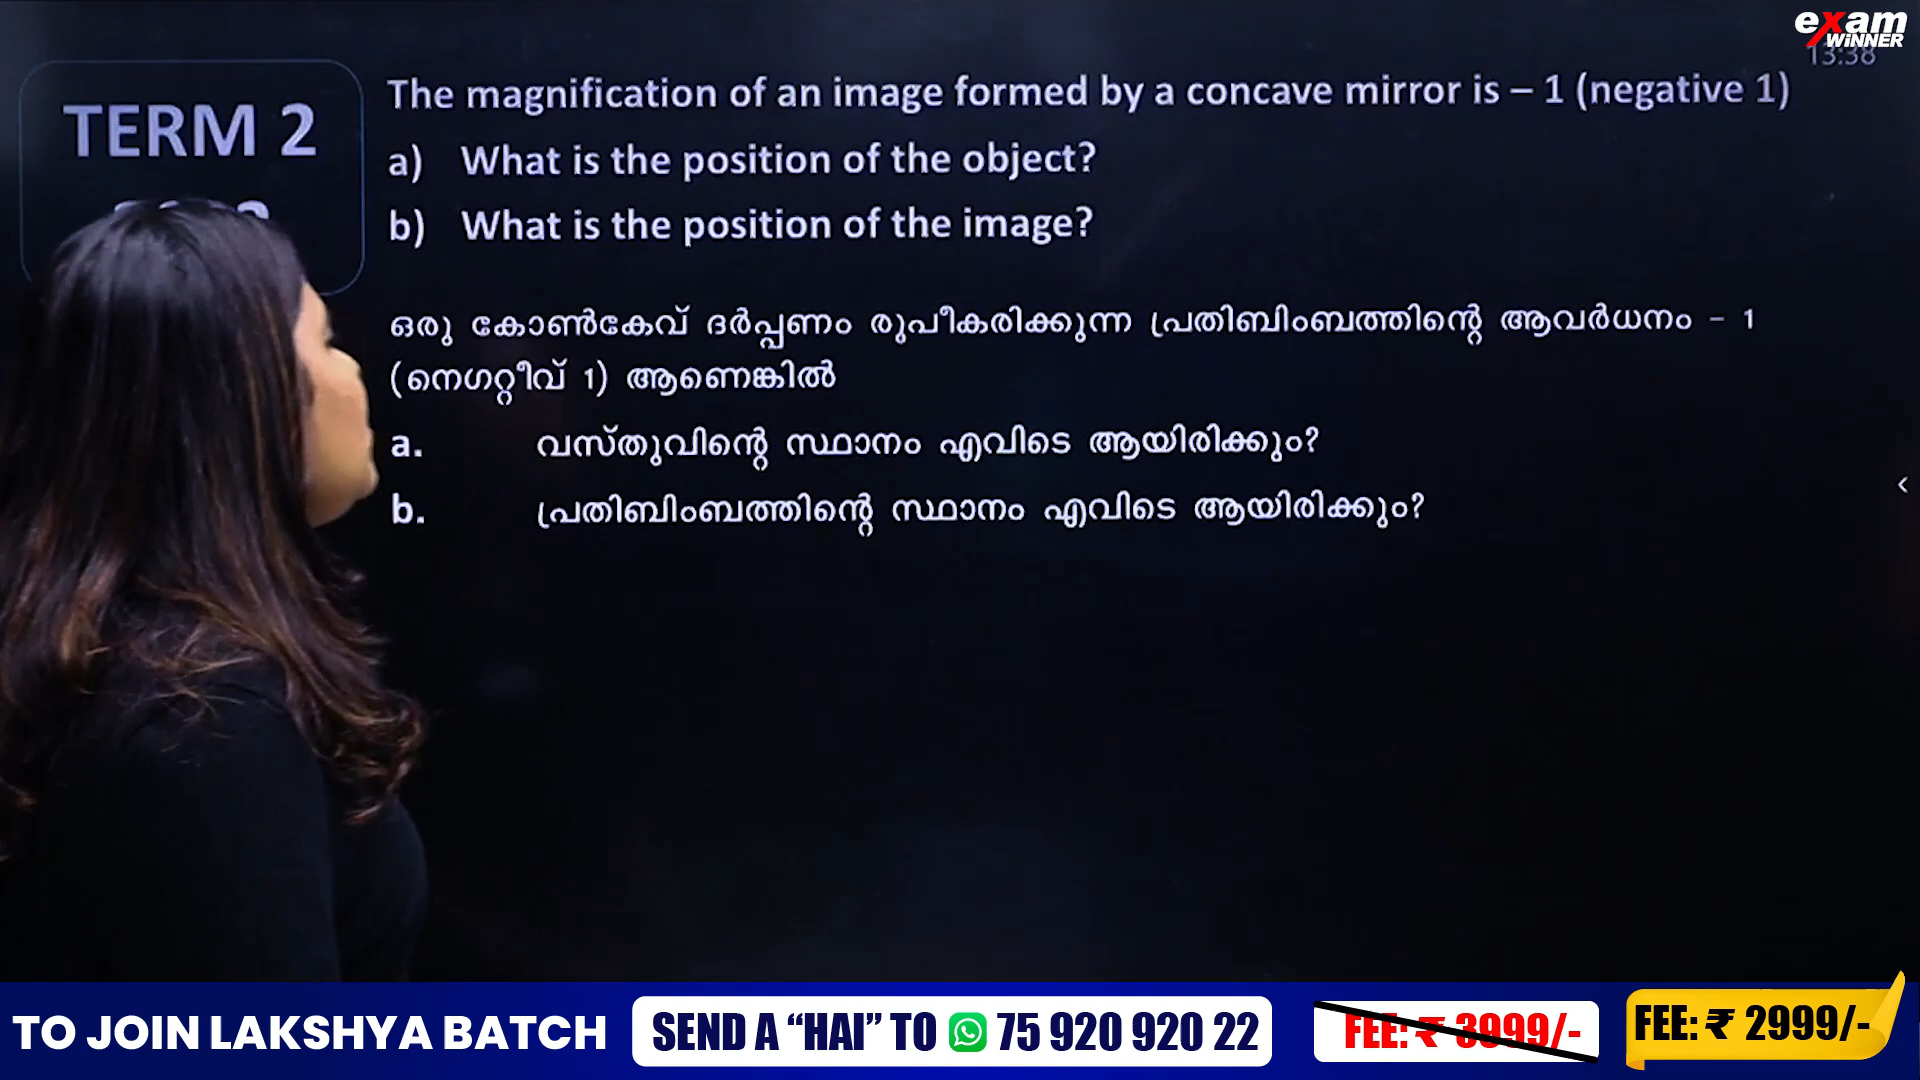 exam
WiNNER
13:38
TERM 2
The magnification of an image formed by a concave mirror is – 1 (negative 1)
a) What is the position of the object?
b) What is the position of the image?
ഒരു കോൺകേവ് ദർപ്പണം രുപീകരിക്കുന്ന പ്രതിബിംബത്തിന്റെ ആവർധനം - 1
(നെഗറ്റീവ് 1) ആണെങ്കിൽ
a. വസ്തുവിന്റെ സ്ഥാനം എവിടെ ആയിരിക്കും?
b. പ്രതിബിംബത്തിന്റെ സ്ഥാനം എവിടെ ആയിരിക്കും?
TO JOIN LAKSHYA BATCH SEND A “HAI” TO 75 920 920 22 FEE: ₹ 3999/- FEE: ₹ 2999/-